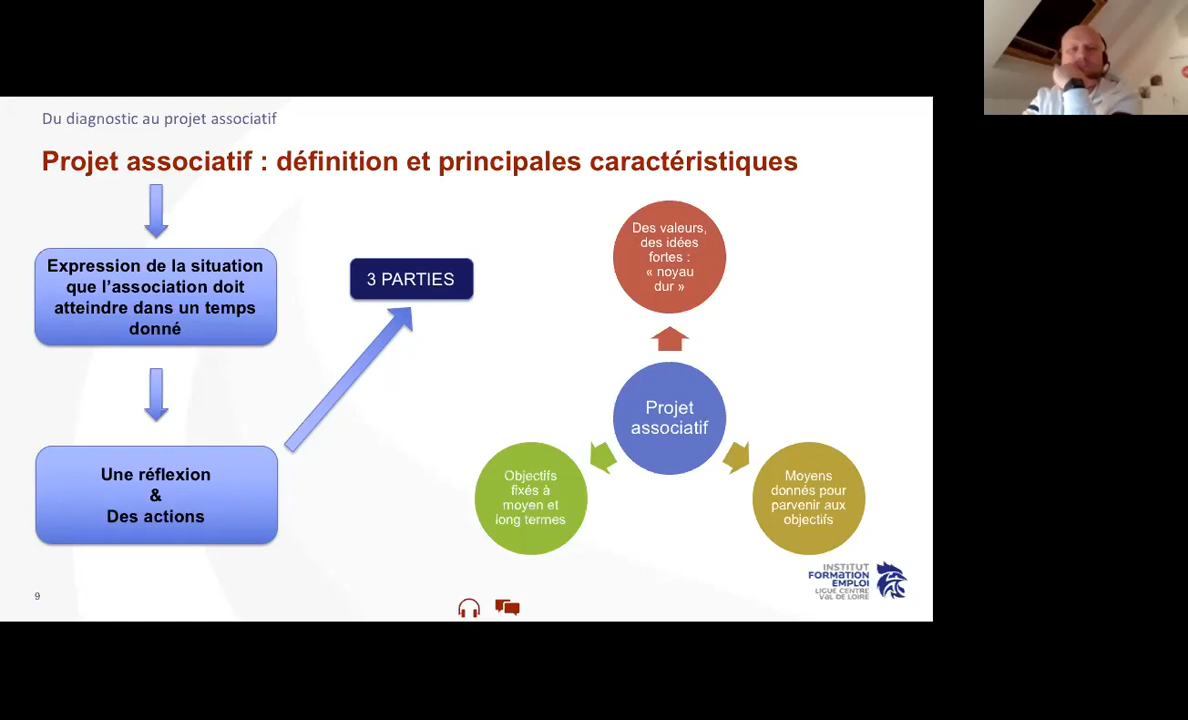 Du diagnostic au projet associatif
Projet associatif : définition et principales caractéristiques
Expression de la situation
que l'association doit
atteindre dans un temps
donné
3 PARTIES
Une réflexion
&
Des actions
Des valeurs,
des idées
fortes :
« noyau
dur »
Projet
associatif
Objectifs
fixés à
moyen et
long termes
Moyens
donnés pour
parvenir aux
objectifs
INSTITUT
FORMATION
EMPLOI
LIGUE CENTRE
VAL DE LOIRE
9